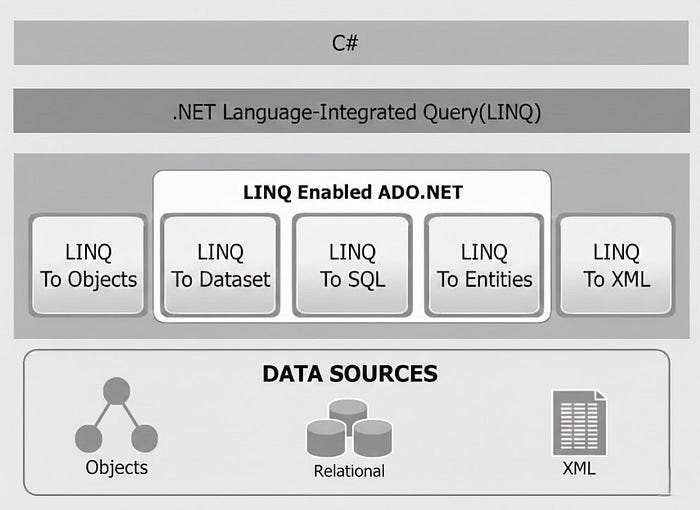 C#
.NET Language-Integrated Query(LINQ)
LINQ Enabled ADO.NET
LINQ
To Objects
LINQ
To Dataset
LINQ
To SQL
LINQ
To Entities
LINQ
To XML
DATA SOURCES
Objects
Relational
XML